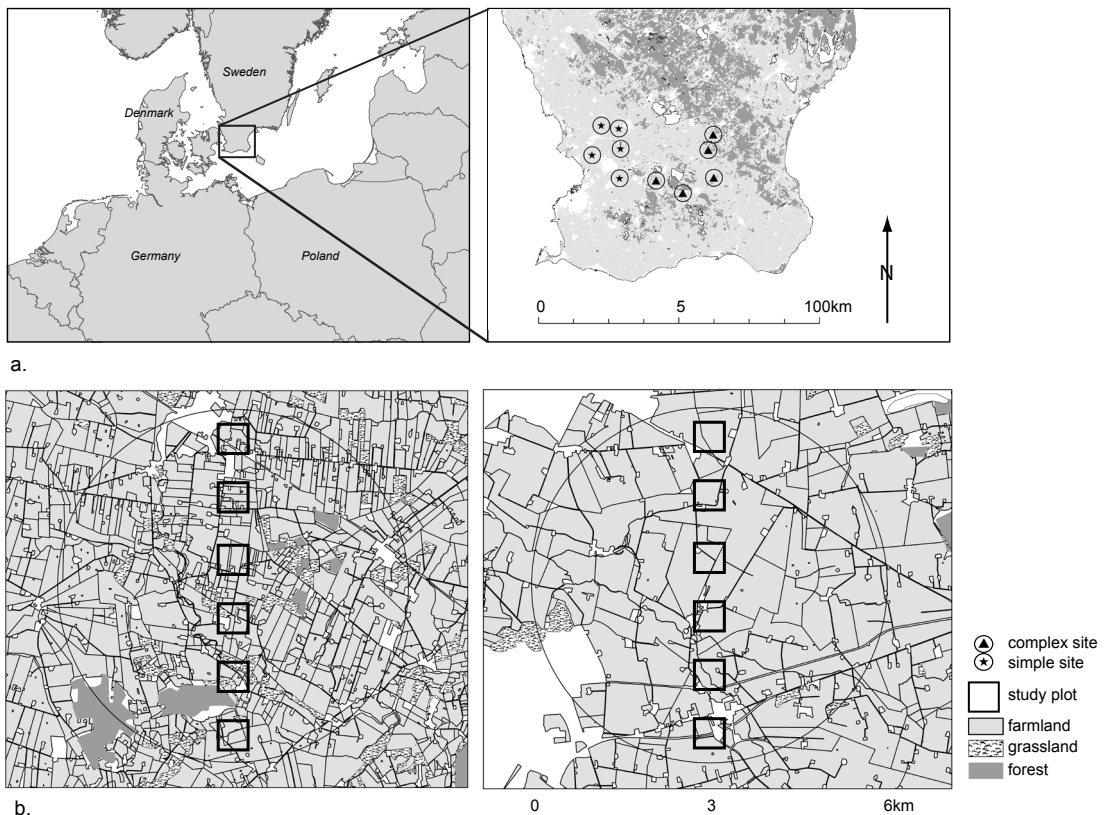 Sweden
Denmark
Germany
Poland
N
0 5 100km
a.
complex site
simple site
study plot
farmland
grassland
forest
b.
0 3 6km